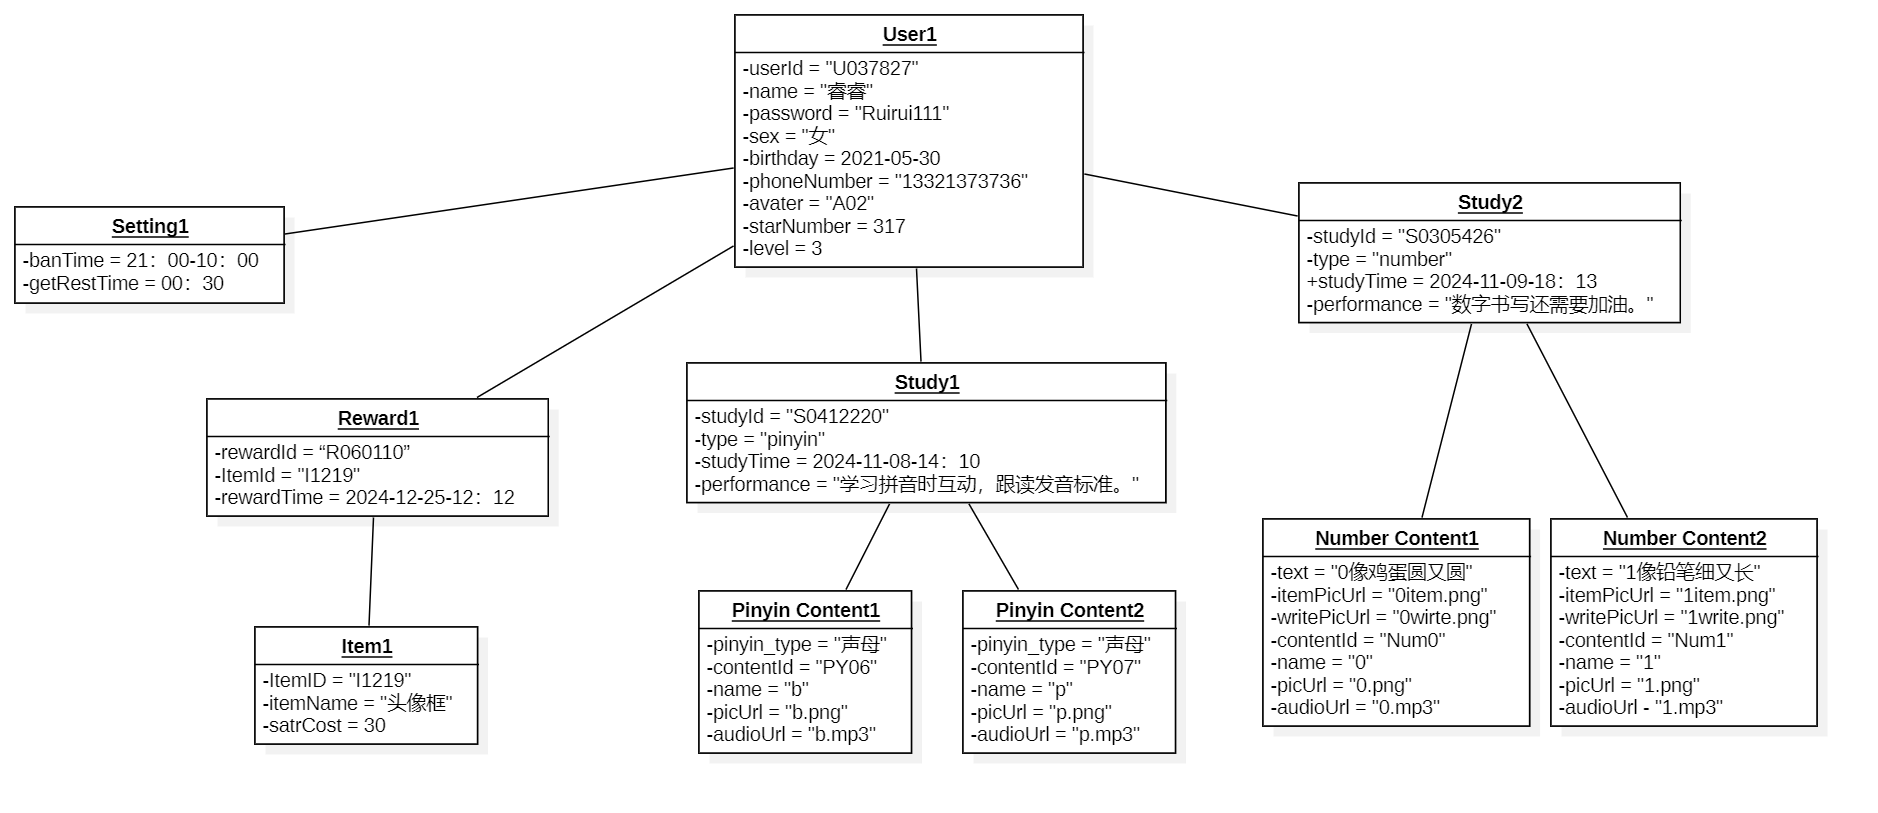 User1
-userId = "U037827"
-name = "睿睿"
-password = "Ruirui111"
-sex = "女"
-birthday = 2021-05-30
-phoneNumber = "13321373736"
-avater = "A02"
-starNumber = 317
-level = 3
Setting1
-banTime = 21：00-10：00
-getRestTime = 00：30
Study2
-studyId = "S0305426"
-type = "number"
+studyTime = 2024-11-09-18：13
-performance = "数字书写还需要加油。"
Reward1
-rewardId = “R060110”
-ItemId = "I1219"
-rewardTime = 2024-12-25-12：12
Study1
-studyId = "S0412220"
-type = "pinyin"
-studyTime = 2024-11-08-14：10
-performance = "学习拼音时互动，跟读发音标准。"
Item1
-ItemID = "I1219"
-itemName = "头像框"
-satrCost = 30
Pinyin Content1
-pinyin_type = "声母"
-contentId = "PY06"
-name = "b"
-picUrl = "b.png"
-audioUrl = "b.mp3"
Pinyin Content2
-pinyin_type = "声母"
-contentId = "PY07"
-name = "p"
-picUrl = "p.png"
-audioUrl = "p.mp3"
Number Content1
-text = "0像鸡蛋圆又圆"
-itemPicUrl = "0item.png"
-writePicUrl = "0wirte.png"
-contentId = "Num0"
-name = "0"
-picUrl = "0.png"
-audioUrl = "0.mp3"
Number Content2
-text = "1像铅笔细又长"
-itemPicUrl = "1item.png"
-writePicUrl = "1write.png"
-contentId = "Num1"
-name = "1"
-picUrl = "1.png"
-audioUrl - "1.mp3"